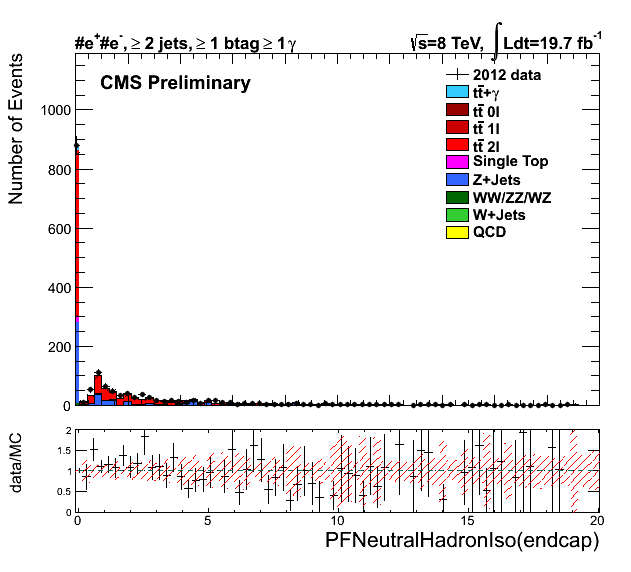 #e⁺#e⁻, ≥ 2 jets, ≥ 1 btag ≥ 1γ
√s=8 TeV, ∫Ldt=19.7 fb⁻¹
CMS Preliminary
2012 data
tt̄+γ
tt̄ 0l
tt̄ 1l
tt̄ 2l
Single Top
Z+Jets
WW/ZZ/WZ
W+Jets
QCD
Number of Events
1000
800
600
400
200
0
data/MC
2
1.5
1
0.5
0
0 5 10 15 20
PFNeutralHadronIso(endcap)